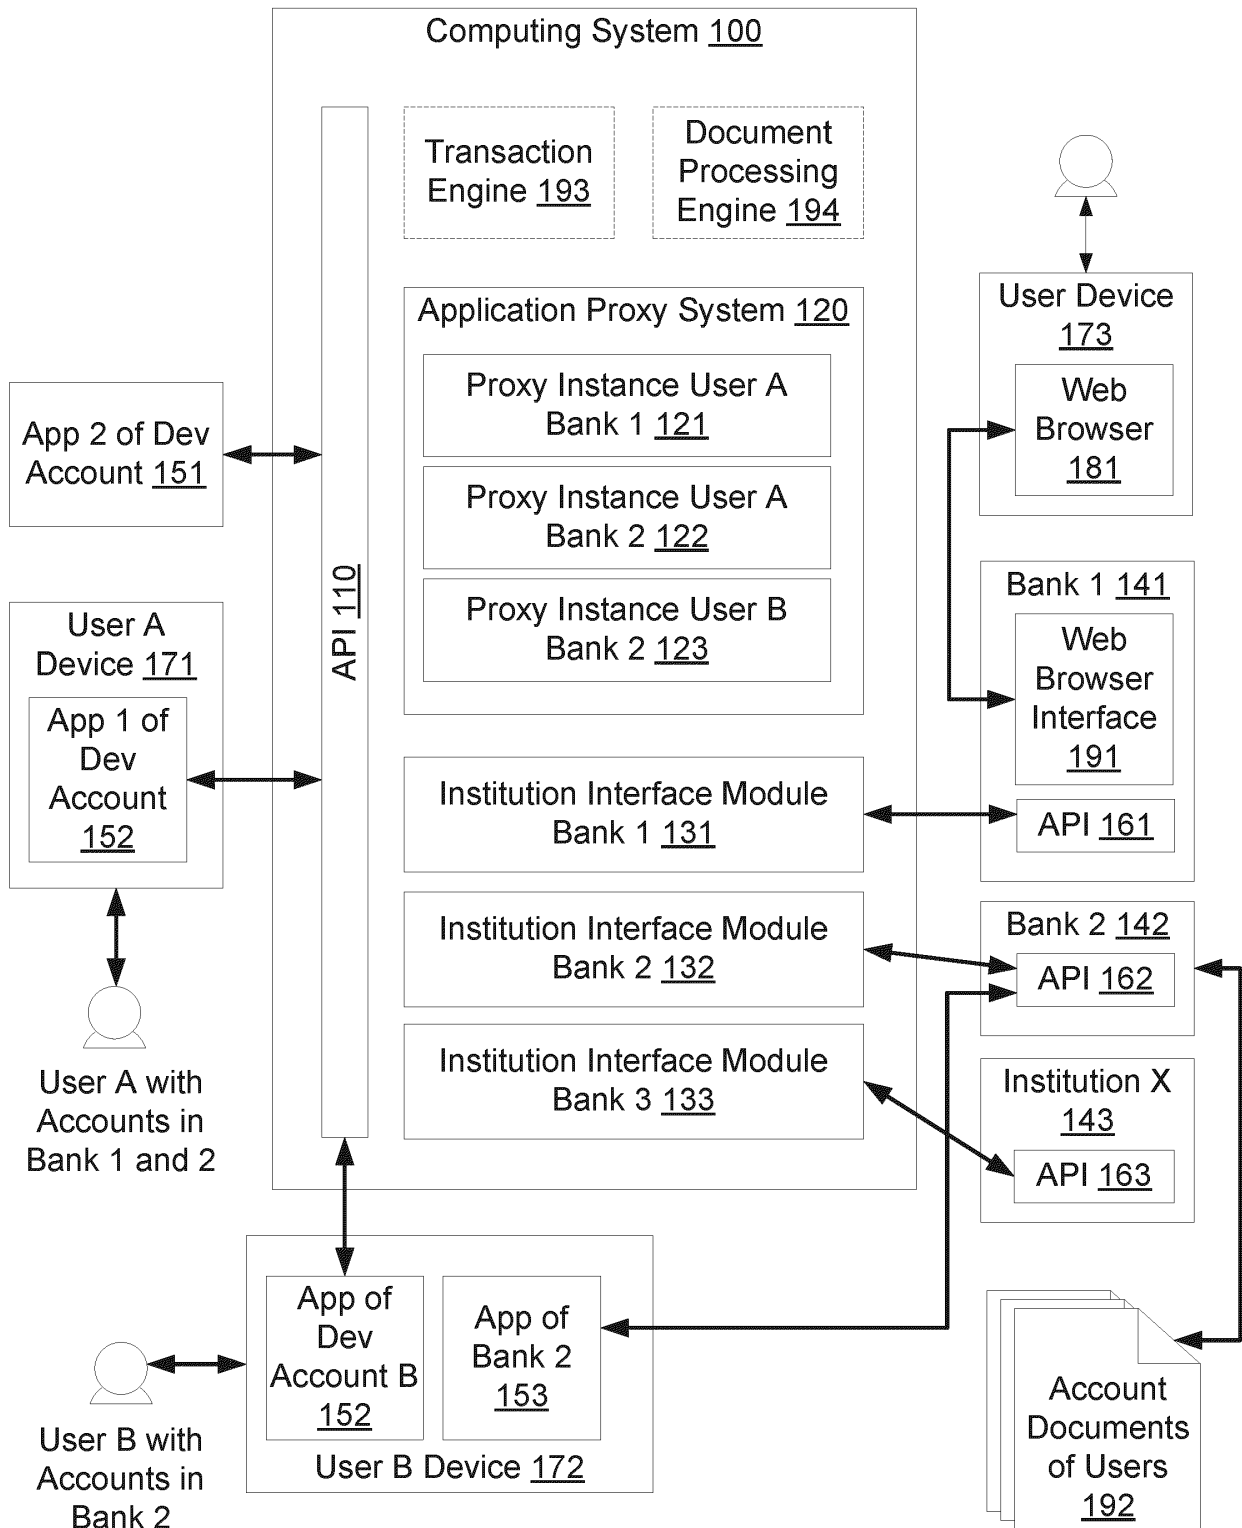 Computing System 100
Transaction
Engine 193
Document
Processing
Engine 194
Application Proxy System 120
Proxy Instance User A
Bank 1 121
Proxy Instance User A
Bank 2 122
Proxy Instance User B
Bank 2 123
API 110
Institution Interface Module
Bank 1 131
Institution Interface Module
Bank 2 132
Institution Interface Module
Bank 3 133
App 2 of Dev
Account 151
User A
Device 171
App 1 of
Dev
Account
152
User A with
Accounts in
Bank 1 and 2
User Device
173
Web
Browser
181
Bank 1 141
Web
Browser
Interface
191
API 161
Bank 2 142
API 162
Institution X
143
API 163
App of
Dev
Account B
152
App of
Bank 2
153
User B Device 172
User B with
Accounts in
Bank 2
Account
Documents
of Users
192